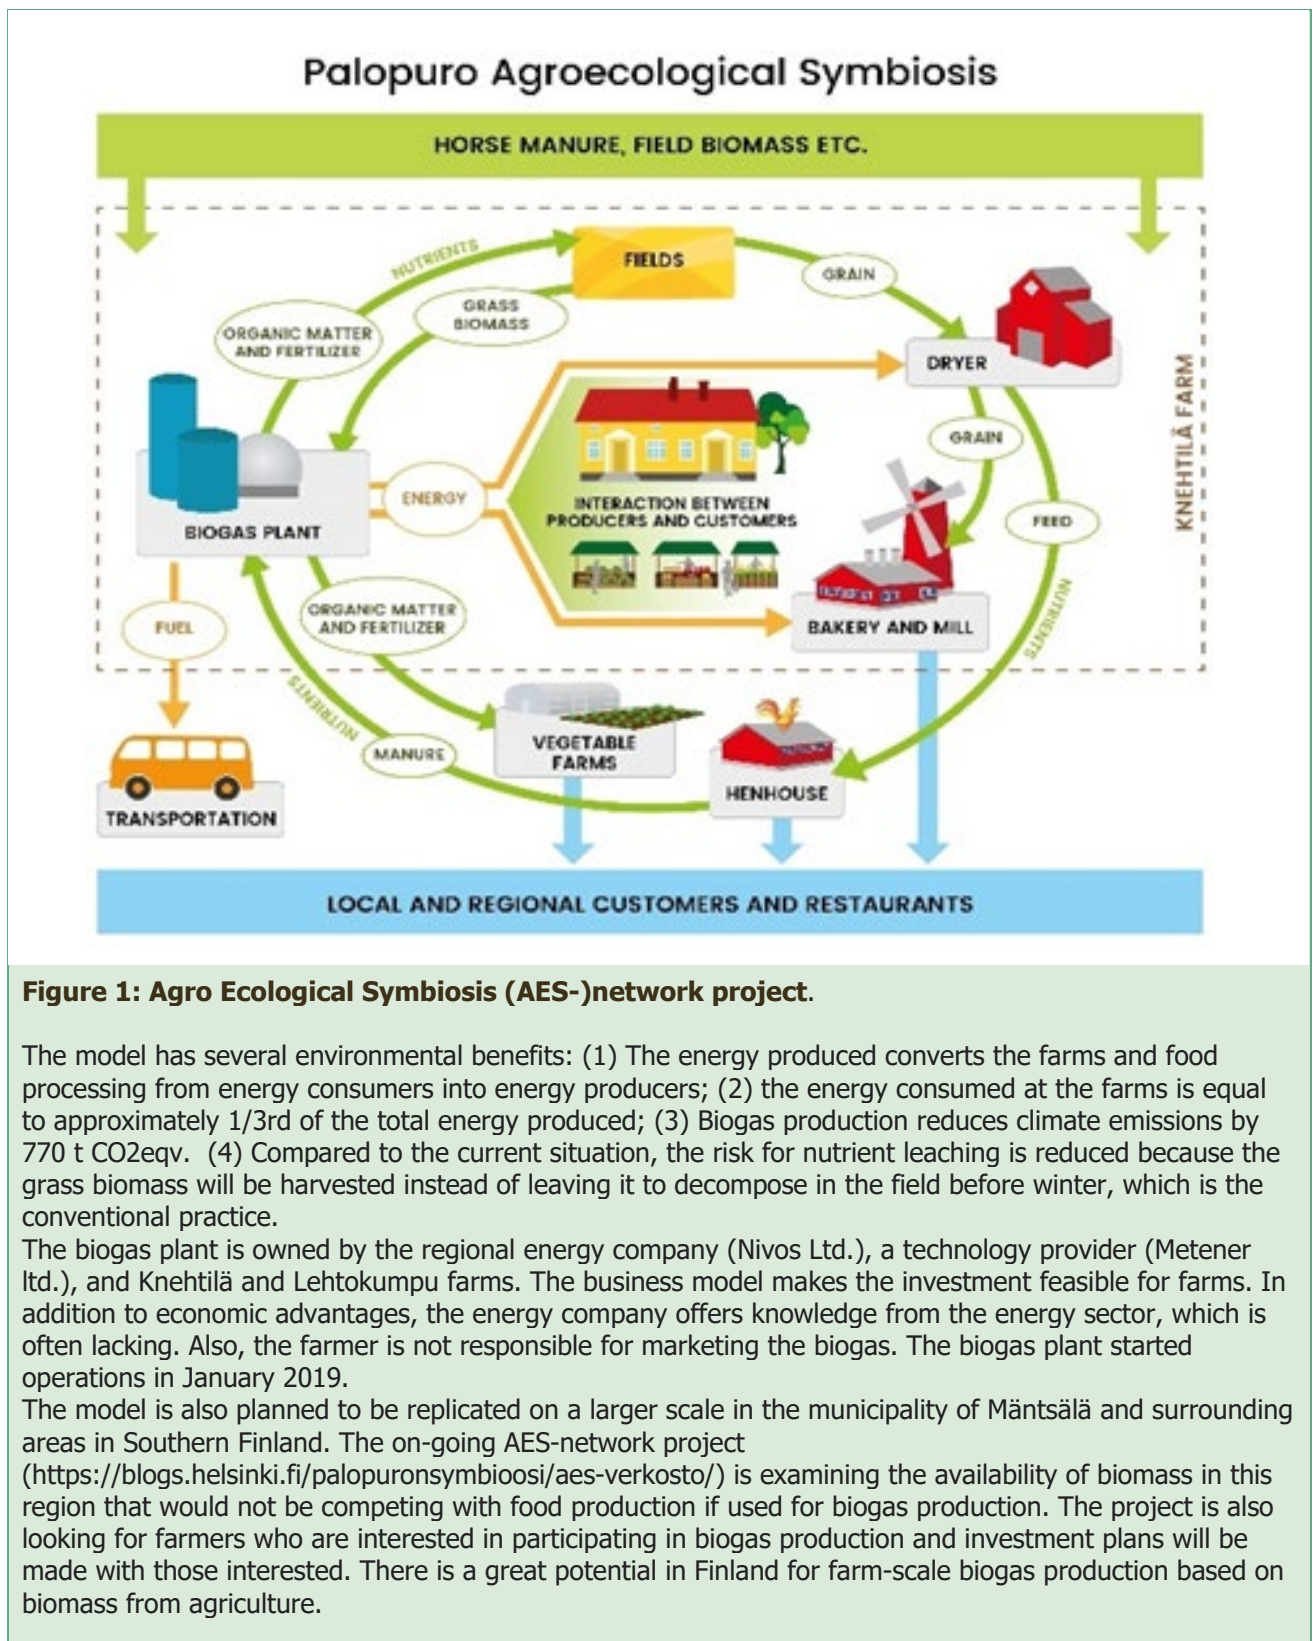 Palopuro Agroecological Symbiosis
HORSE MANURE, FIELD BIOMASS ETC.
NUTRIENTS
FIELDS
GRAIN
GRASS
BIOMASS
ORGANIC MATTER
AND FERTILIZER
DRYER
KNEHTILÄ FARM
GRAIN
ENERGY
INTERACTION BETWEEN
PRODUCERS AND CUSTOMERS
FEED
BIOGAS PLANT
NUTRIENTS
ORGANIC MATTER
AND FERTILIZER
FUEL
BAKERY AND MILL
NUTRIENTS
MANURE
VEGETABLE
FARMS
HENHOUSE
TRANSPORTATION
LOCAL AND REGIONAL CUSTOMERS AND RESTAURANTS
Figure 1: Agro Ecological Symbiosis (AES-)network project.
The model has several environmental benefits: (1) The energy produced converts the farms and food
processing from energy consumers into energy producers; (2) the energy consumed at the farms is equal
to approximately 1/3rd of the total energy produced; (3) Biogas production reduces climate emissions by
770 t CO2eqv.  (4) Compared to the current situation, the risk for nutrient leaching is reduced because the
grass biomass will be harvested instead of leaving it to decompose in the field before winter, which is the
conventional practice.
The biogas plant is owned by the regional energy company (Nivos Ltd.), a technology provider (Metener
ltd.), and Knehtilä and Lehtokumpu farms. The business model makes the investment feasible for farms. In
addition to economic advantages, the energy company offers knowledge from the energy sector, which is
often lacking. Also, the farmer is not responsible for marketing the biogas. The biogas plant started
operations in January 2019.
The model is also planned to be replicated on a larger scale in the municipality of Mäntsälä and surrounding
areas in Southern Finland. The on-going AES-network project
(https://blogs.helsinki.fi/palopuronsymbioosi/aes-verkosto/) is examining the availability of biomass in this
region that would not be competing with food production if used for biogas production. The project is also
looking for farmers who are interested in participating in biogas production and investment plans will be
made with those interested. There is a great potential in Finland for farm-scale biogas production based on
biomass from agriculture.